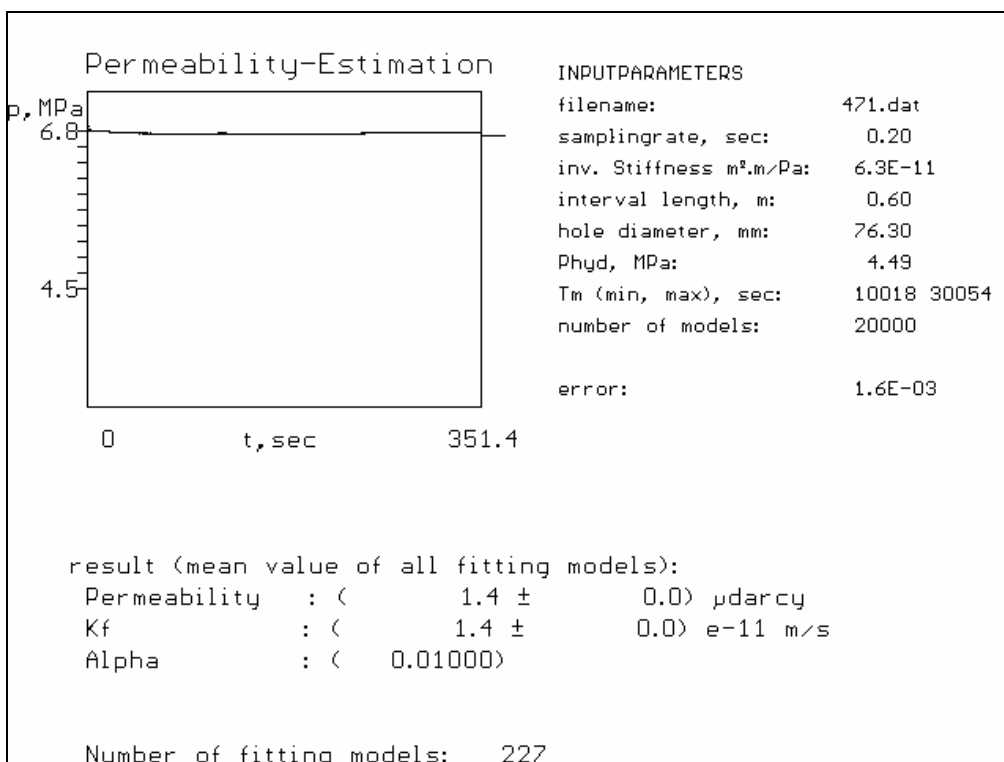 Permeability-Estimation
p,MPa
6.8
4.5
0 t,sec 351.4
INPUTPARAMETERS
filename: 471.dat
samplingrate, sec: 0.20
inv. Stiffness m².m/Pa: 6.3E-11
interval length, m: 0.60
hole diameter, mm: 76.30
Phyd, MPa: 4.49
Tm (min, max), sec: 10018 30054
number of models: 20000
error: 1.6E-03
result (mean value of all fitting models):
Permeability : ( 1.4 ± 0.0) µdarcy
Kf : ( 1.4 ± 0.0) e-11 m/s
Alpha : ( 0.01000)
Number of fitting models: 227